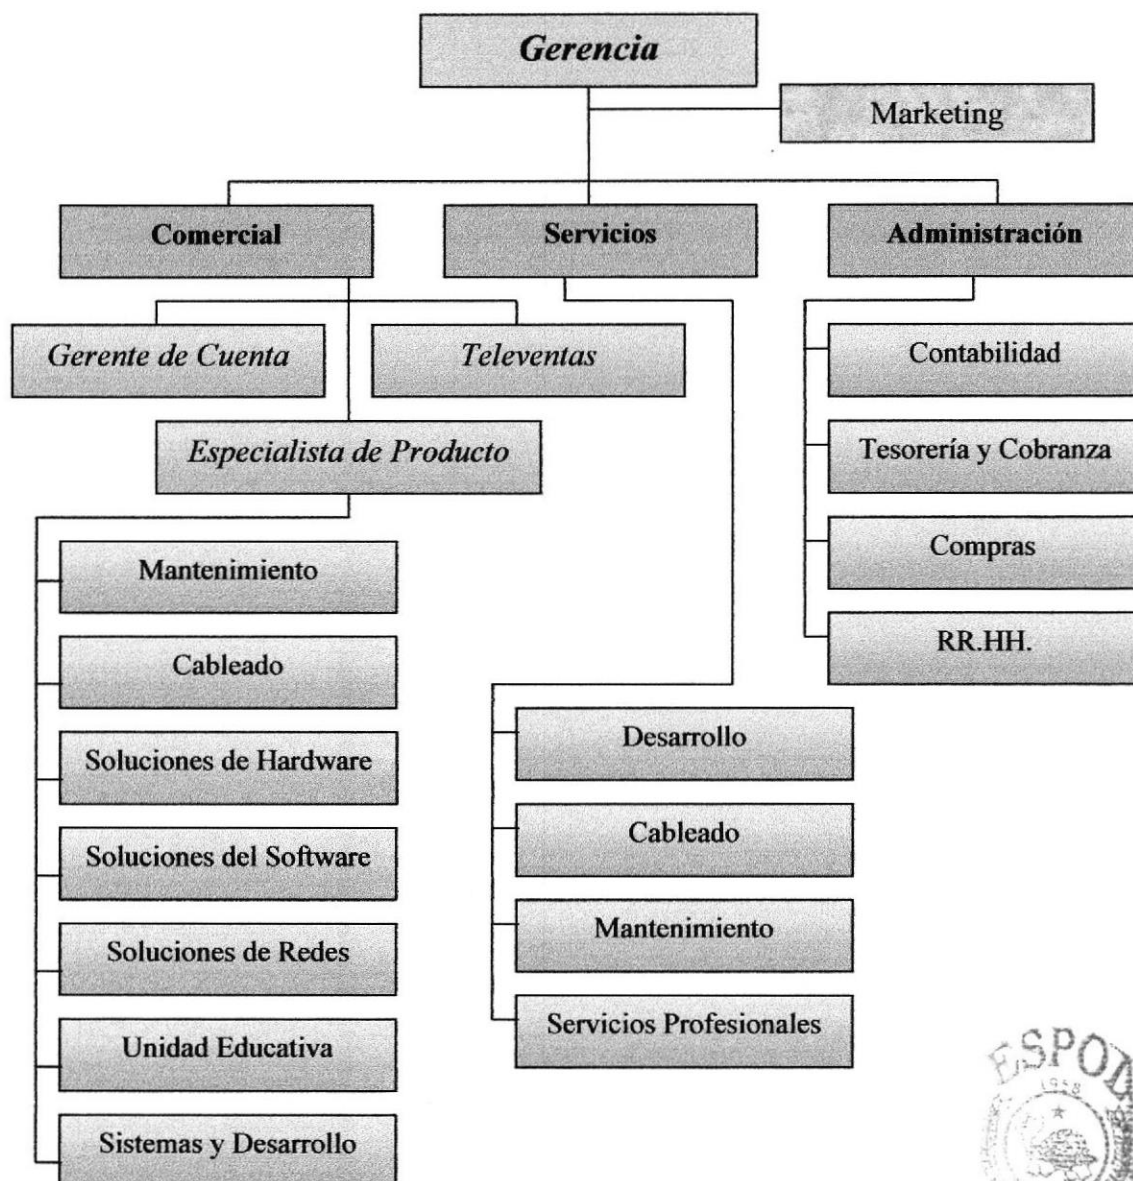 Gerencia
Marketing
Comercial
Servicios
Administración
Gerente de Cuenta
Televentas
Especialista de Producto
Mantenimiento
Cableado
Soluciones de Hardware
Soluciones del Software
Soluciones de Redes
Unidad Educativa
Sistemas y Desarrollo
Desarrollo
Cableado
Mantenimiento
Servicios Profesionales
Contabilidad
Tesorería y Cobranza
Compras
RR.HH.
ESPOL
1958